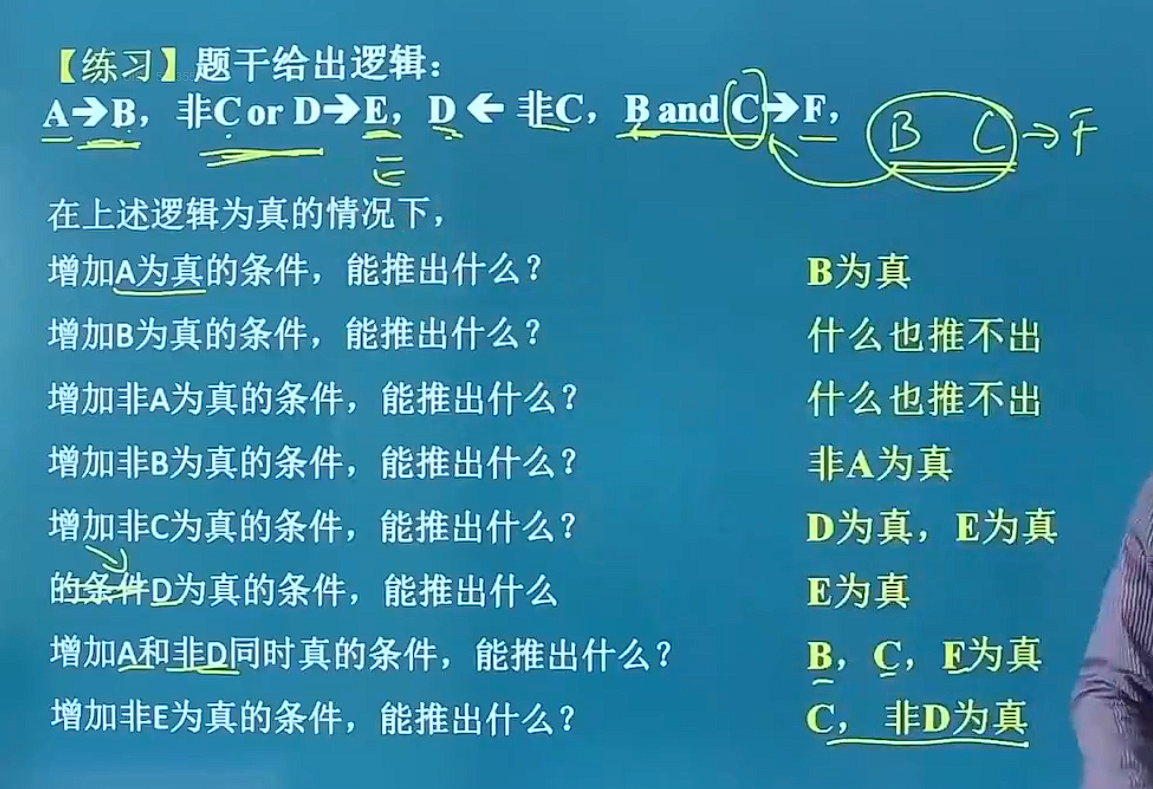 【练习】题干给出逻辑：
A→B，非C or D→E，D ← 非C，B and C→F，
B C → F
在上述逻辑为真的情况下，
增加A为真的条件，能推出什么？ B为真
增加B为真的条件，能推出什么？ 什么也推不出
增加非A为真的条件，能推出什么？ 什么也推不出
增加非B为真的条件，能推出什么？ 非A为真
增加非C为真的条件，能推出什么？ D为真，E为真
的条件D为真的条件，能推出什么 E为真
增加A和非D同时真的条件，能推出什么？ B，C，F为真
增加非E为真的条件，能推出什么？ C， 非D为真